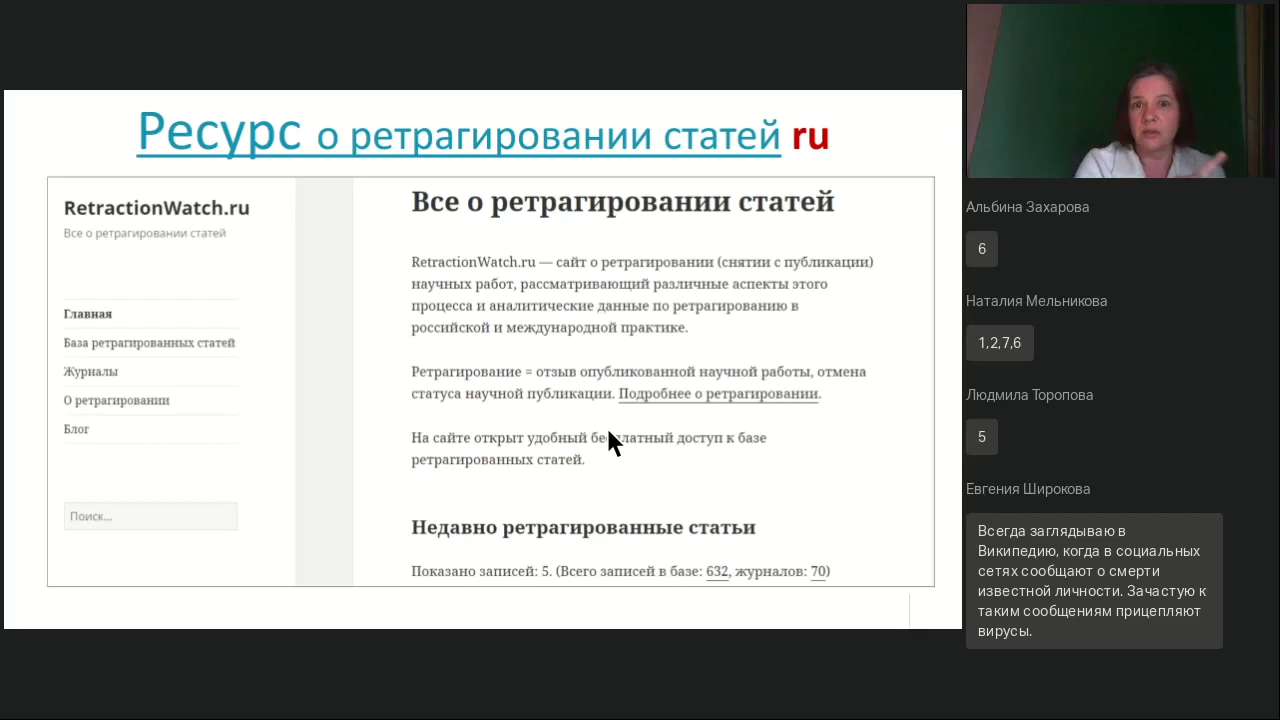 Ресурс о ретрагировании статей ru
RetractionWatch.ru
Все о ретрагировании статей
Главная
База ретрагированных статей
Журналы
О ретрагировании
Блог
Поиск...
Все о ретрагировании статей
RetractionWatch.ru — сайт о ретрагировании (снятии с публикации)
научных работ, рассматривающий различные аспекты этого
процесса и аналитические данные по ретрагированию в
российской и международной практике.
Ретрагирование = отзыв опубликованной научной работы, отмена
статуса научной публикации. Подробнее о ретрагировании.
На сайте открыт удобный бесплатный доступ к базе
ретрагированных статей.
Недавно ретрагированные статьи
Показано записей: 5. (Всего записей в базе: 632, журналов: 70)
Альбина Захарова
6
Наталия Мельникова
1,2,7,6
Людмила Торопова
5
Евгения Широкова
Всегда заглядываю в
Википедию, когда в социальных
сетях сообщают о смерти
известной личности. Зачастую к
таким сообщениям прицепляют
вирусы.